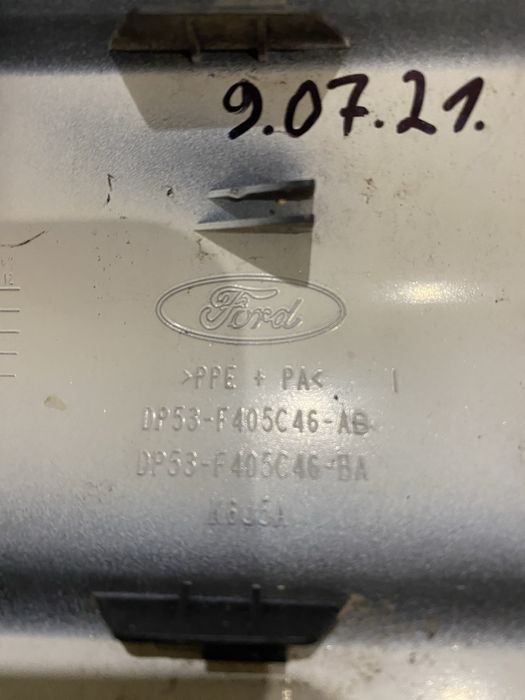 9.07.21.
Ford
>PPE + PA<
DP53-F405C46-AB
DP53-F405C46-BA